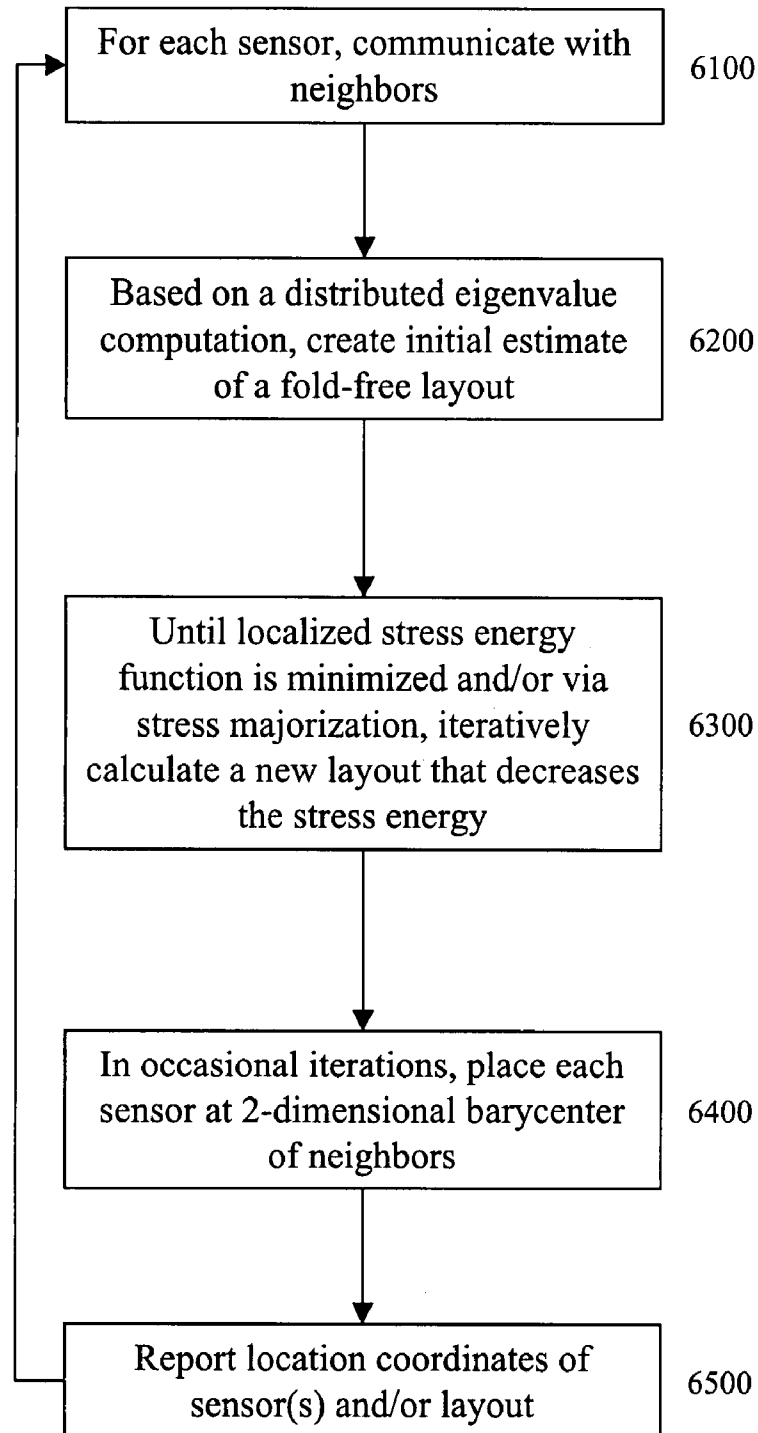 For each sensor, communicate with
neighbors
6100
Based on a distributed eigenvalue
computation, create initial estimate
of a fold-free layout
6200
Until localized stress energy
function is minimized and/or via
stress majorization, iteratively
calculate a new layout that decreases
the stress energy
6300
In occasional iterations, place each
sensor at 2-dimensional barycenter
of neighbors
6400
Report location coordinates of
sensor(s) and/or layout
6500